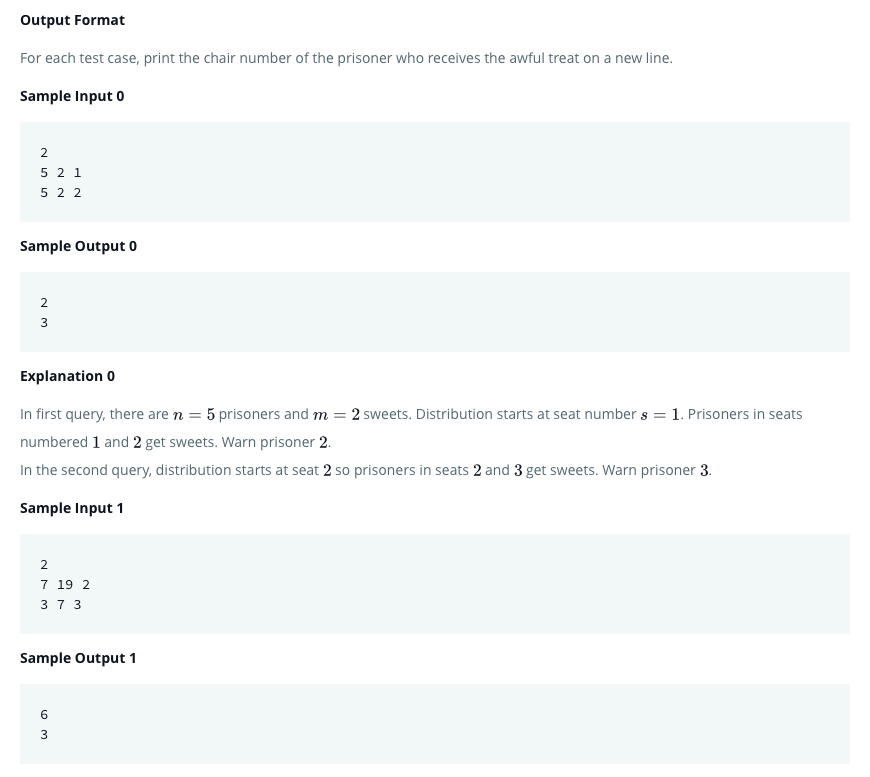 Output Format
For each test case, print the chair number of the prisoner who receives the awful treat on a new line.
Sample Input 0
2
5 2 1
5 2 2
Sample Output 0
2
3
Explanation 0
In first query, there are n = 5 prisoners and m = 2 sweets. Distribution starts at seat number s = 1. Prisoners in seats
numbered 1 and 2 get sweets. Warn prisoner 2.
In the second query, distribution starts at seat 2 so prisoners in seats 2 and 3 get sweets. Warn prisoner 3.
Sample Input 1
2
7 19 2
3 7 3
Sample Output 1
6
3